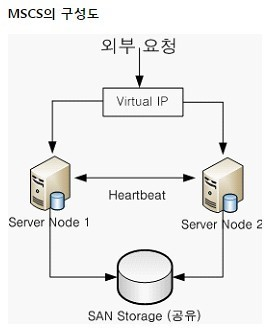 MSCS의 구성도
외부 요청
Virtual IP
Heartbeat
Server Node 1
Server Node 2
SAN Storage (공유)